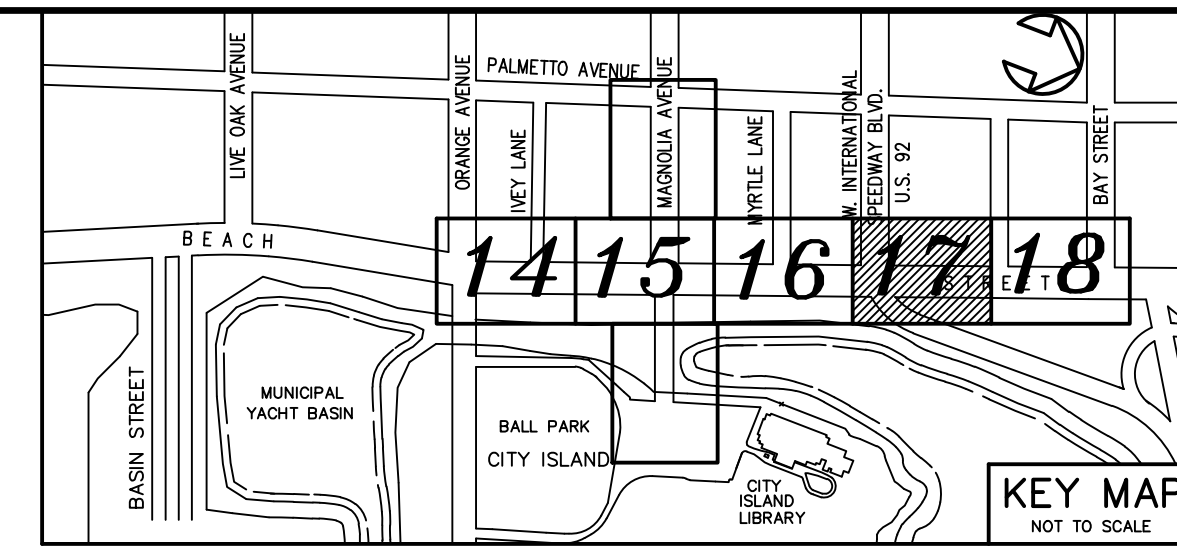 PALMETTO AVENUE
LIVE OAK AVENUE
ORANGE AVENUE
IVEY LANE
MAGNOLIA AVENUE
MYRTLE LANE
W. INTERNATIONAL
SPEEDWAY BLVD.
U.S. 92
BAY STREET
BEACH
STREET
14
15
16
17
18
BASIN STREET
MUNICIPAL
YACHT BASIN
BALL PARK
CITY ISLAND
CITY
ISLAND
LIBRARY
KEY MAP
NOT TO SCALE